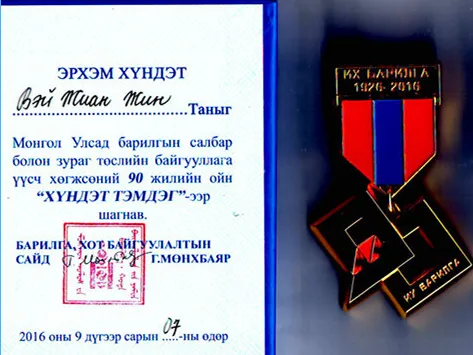 ЭРХЭМ ХҮНДЭТ
Вэй Жиан Жин Таныг
Монгол Улсад барилгын салбар
болон зураг төслийн байгууллага
үүсч хөгжсөний 90 жилийн ойн
“ХҮНДЭТ ТЭМДЭГ”-ээр
шагнав.
БАРИЛГА, ХОТ БАЙГУУЛАЛТЫН
САЙД Г.МӨНХБАЯР
2016 оны 9 дүгээр сарын 07-ны өдөр
ИХ БАРИЛГА
1926-2016
ИХ БАРИЛГА